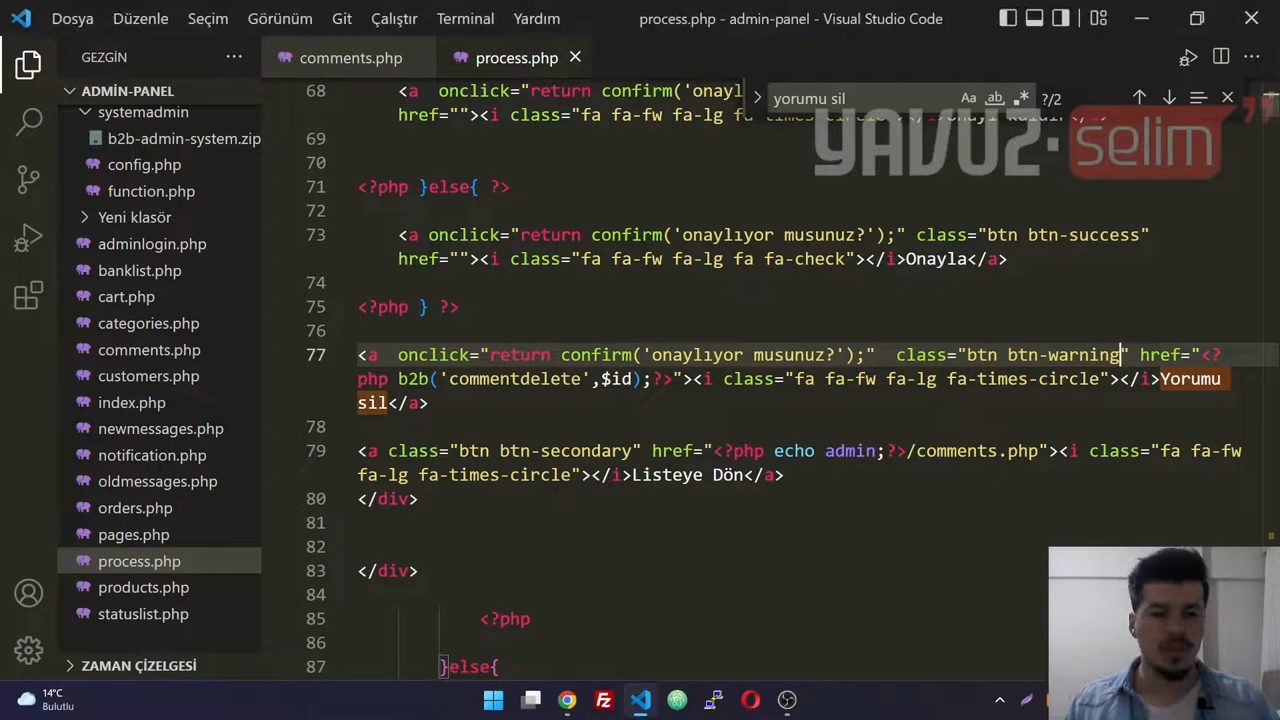 Dosya Düzenle Seçim Görünüm Git Çalıştır Terminal Yardım process.php - admin-panel - Visual Studio Code
GEZGİN ··· comments.php process.php
ADMİN-PANEL
systemadmin
b2b-admin-system.zip
config.php
function.php
Yeni klasör
adminlogin.php
banklist.php
cart.php
categories.php
comments.php
customers.php
index.php
newmessages.php
notification.php
oldmessages.php
orders.php
pages.php
process.php
products.php
statuslist.php
ZAMAN ÇİZELGESİ
yorumu sil Aa ab .* ?/2
YAVUZ·selim"
68 <a  onclick="return confirm('onayl
href=""><i class="fa fa-fw fa-lg fa-times-circle"></i>Onayı Kaldır</a>
69
70
71 <?php }else{ ?>
72
73 <a onclick="return confirm('onaylıyor musunuz?');" class="btn btn-success"
href=""><i class="fa fa-fw fa-lg fa fa-check"></i>Onayla</a>
74
75 <?php } ?>
76
77 <a  onclick="return confirm('onaylıyor musunuz?');"  class="btn btn-warning" href="<?
php b2b('commentdelete',$id);?>"><i class="fa fa-fw fa-lg fa-times-circle"></i>Yorumu
sil</a>
78
79 <a class="btn btn-secondary" href="<?php echo admin;?>/comments.php"><i class="fa fa-fw
fa-lg fa-times-circle"></i>Listeye Dön</a>
80 </div>
81
82
83 </div>
84
85 <?php
86
87 }else{
14°C
Bulutlu